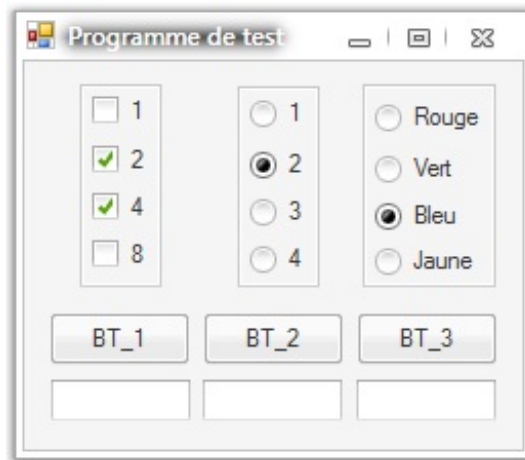 Programme de test
1
2
4
8
1
2
3
4
Rouge
Vert
Bleu
Jaune
BT_1 BT_2 BT_3